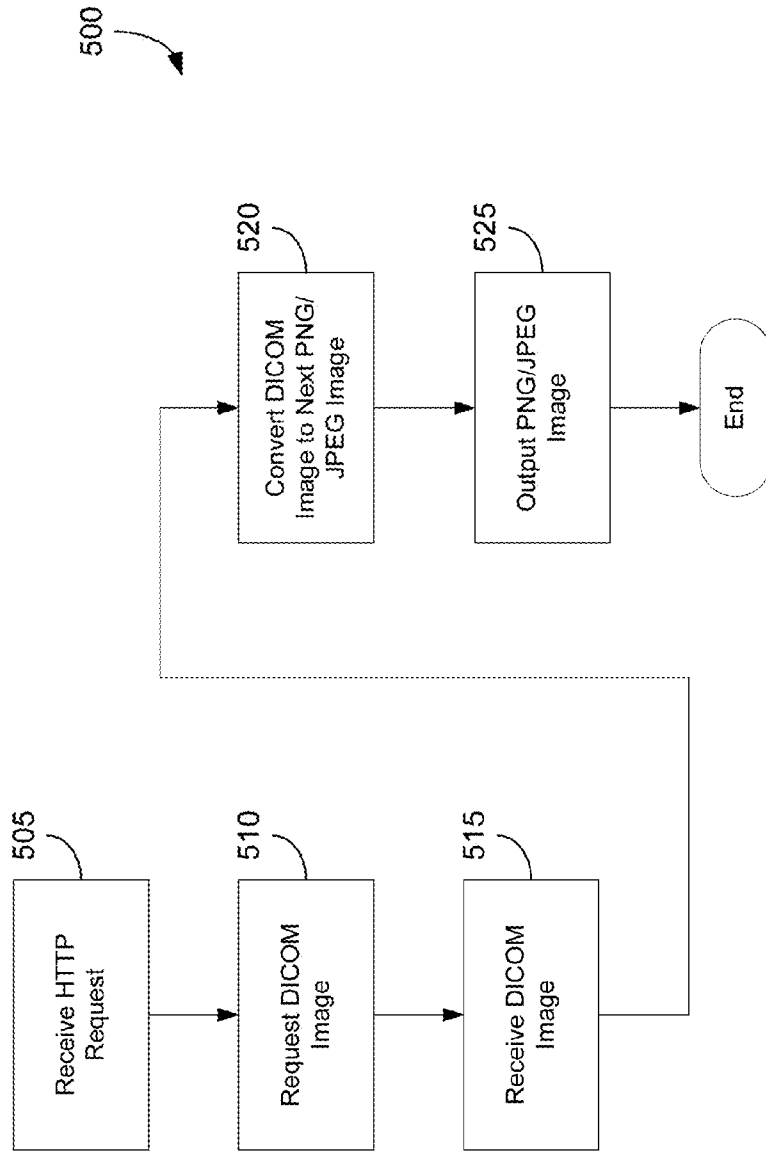 500
505
Receive HTTP
Request
510
Request DICOM
Image
515
Receive DICOM
Image
520
Convert DICOM
Image to Next PNG/
JPEG Image
525
Output PNG/JPEG
Image
End